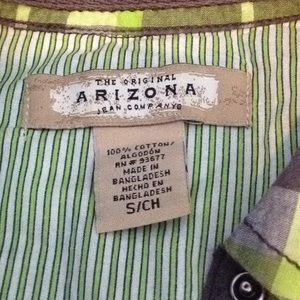 THE ORIGINAL
ARIZONA
JEAN COMPANY
100% COTTON/
ALGODÓN
RN# 93677
MADE IN
BANGLADESH
HECHO EN
BANGLADESH
S/CH